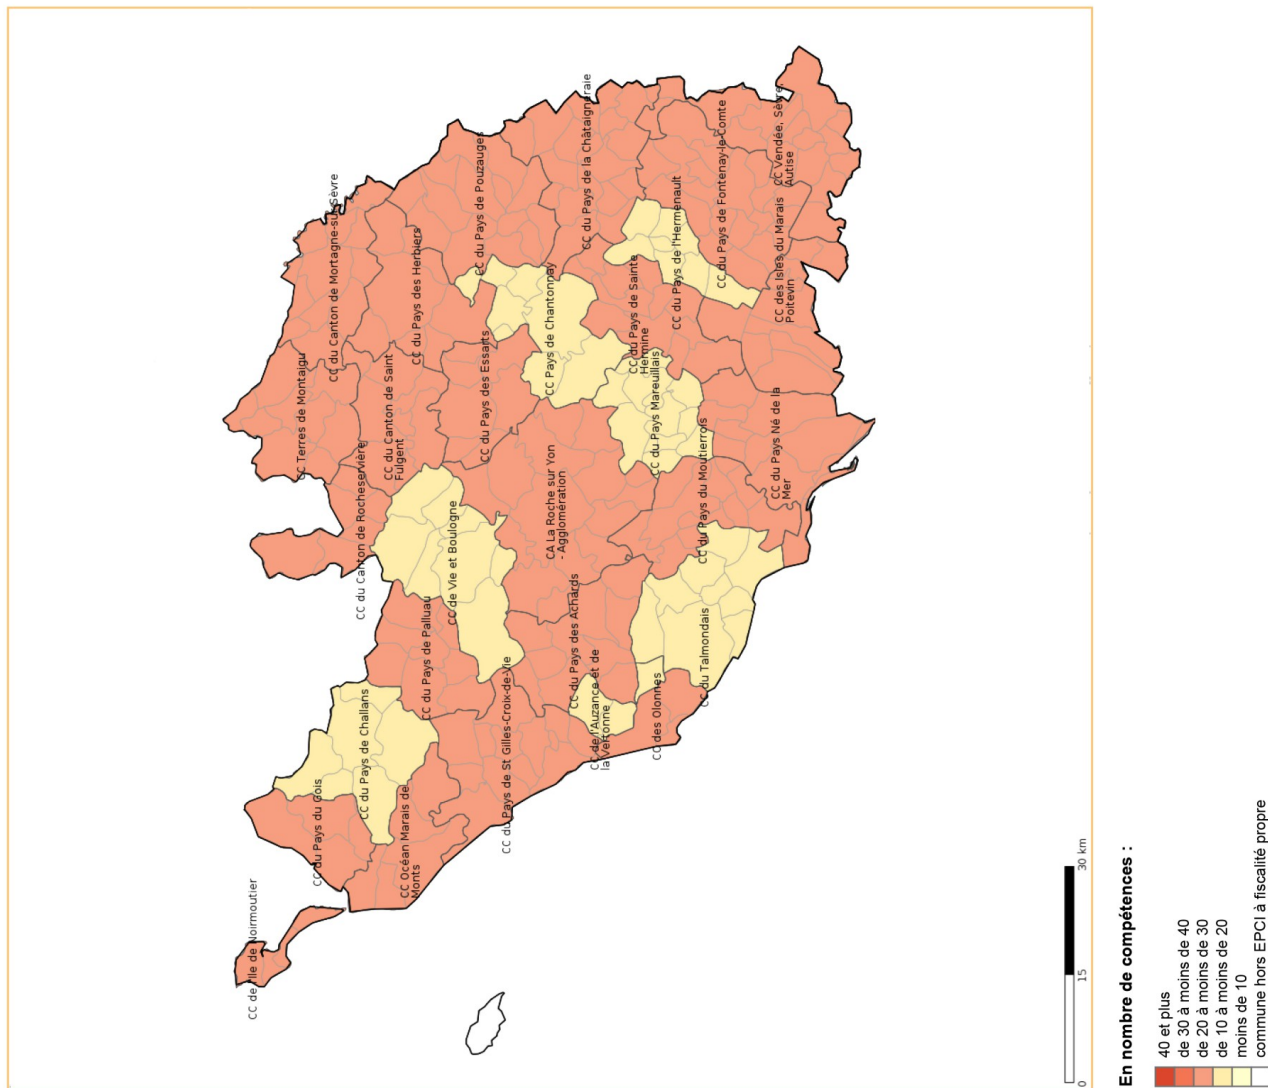 CC de l'Ile de Noirmoutier
CC du Pays du Gois
CC Océan Marais de
Monts
CC du Pays de Challans
CC du Pays de Palluau
CC du Pays de St Gilles-Croix-de-Vie
CC de l'Auzance et de
la Vertonne
CC des Olonnes
CC du Talmondais
CC des Achards
CC du Pays des Achards
CC de Vie et Boulogne
CC du Canton de Rocheservière
CA La Roche sur Yon
- Agglomération
CC du Pays du Moutierrois
CC Terres de Montaigu
CC du Canton de Saint
Fulgent
CC du Pays des Essarts
CC du Pays Mareuillais
CC du Pays Né de la
Mer
CC du Canton de Mortagne-sur-Sèvre
CC du Pays des Herbiers
CC Pays de Chantonnay
CC du Pays de Sainte
Hermine
CC du Pays de Pouzauges
CC du Pays de la Châtaigneraie
CC du Pays de l'Hermenault
CC du Pays de Fontenay-le-Comte
CC des Isles du Marais
Poitevin
CC Vendée, Sèvre,
Autise
0
15
30 km
En nombre de compétences :
40 et plus
de 30 à moins de 40
de 20 à moins de 30
de 10 à moins de 20
moins de 10
commune hors EPCI à fiscalité propre